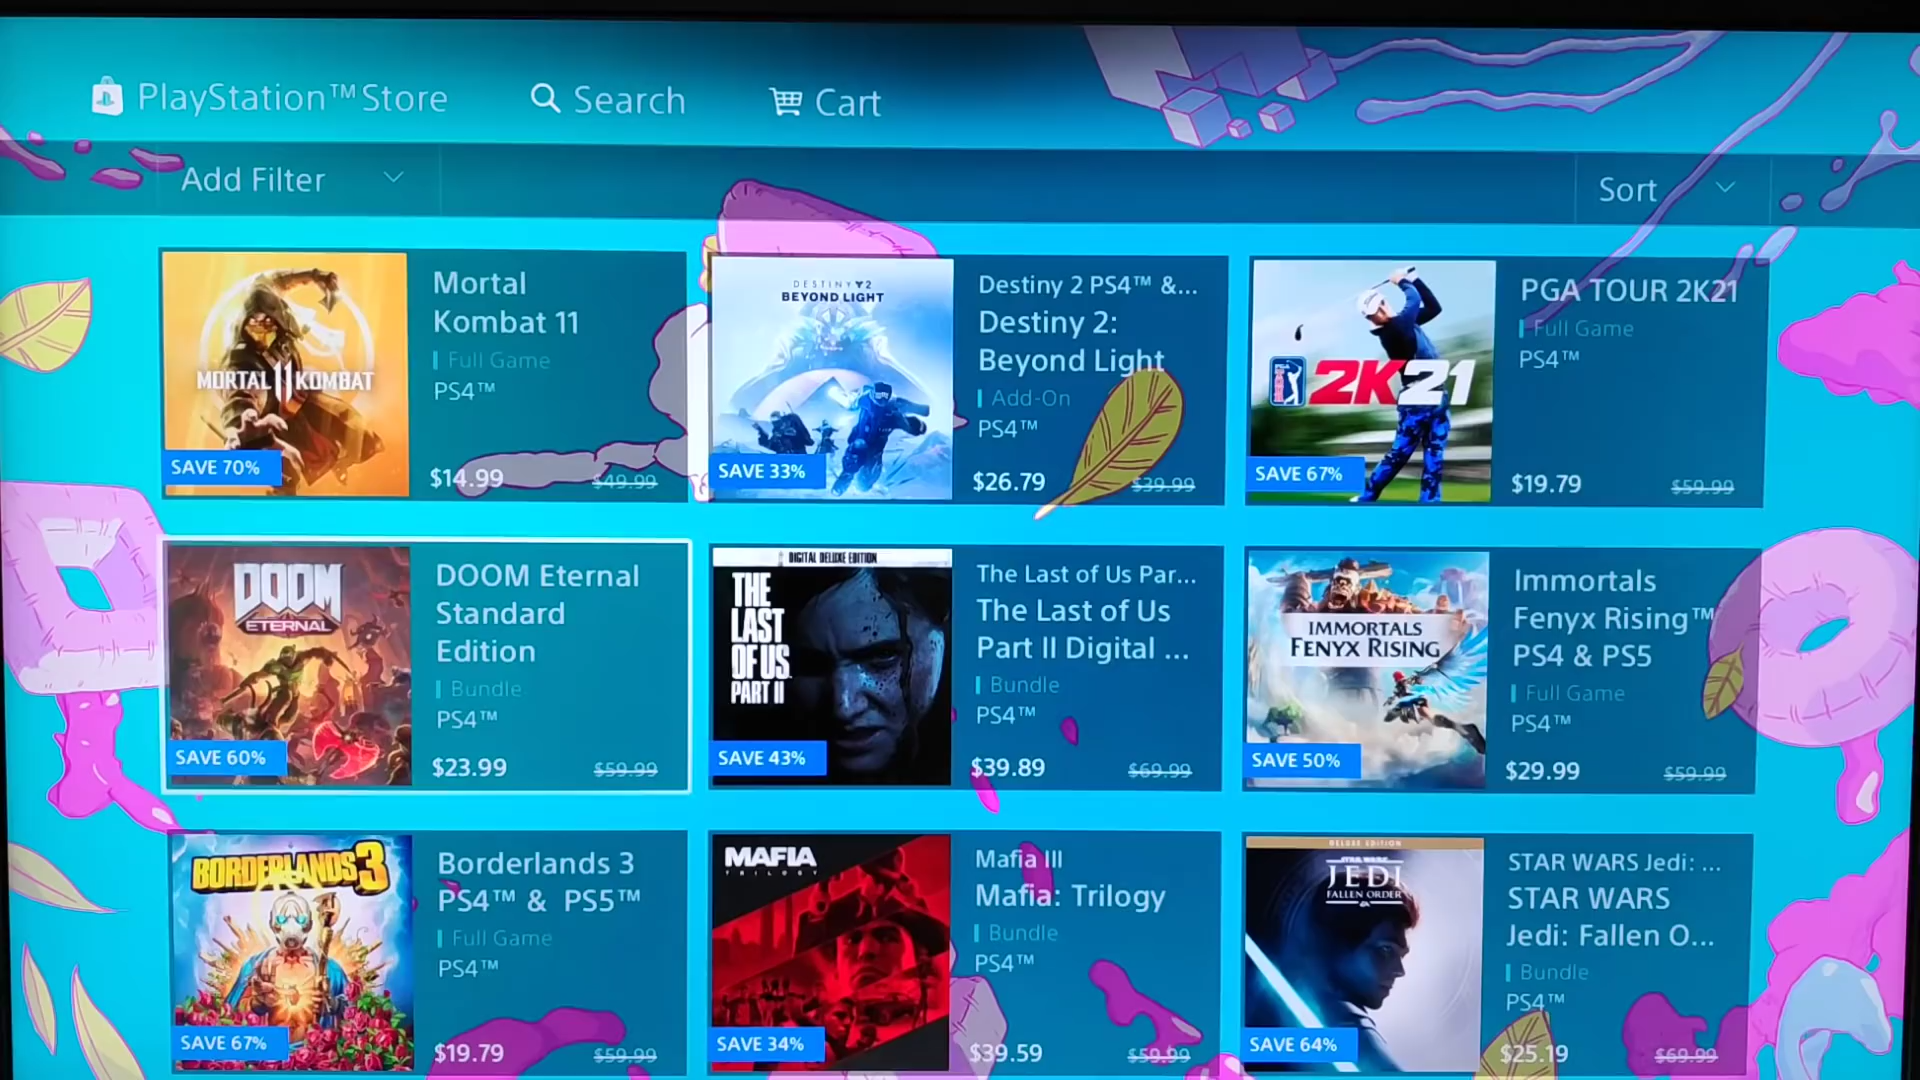 PlayStation™Store
Search
Cart
Add Filter
Sort
MORTAL KOMBAT 11
SAVE 70%
Mortal
Kombat 11
Full Game
PS4™
$14.99 $49.99
DESTINY 2
BEYOND LIGHT
SAVE 33%
Destiny 2 PS4™ &...
Destiny 2:
Beyond Light
Add-On
PS4™
$26.79 $39.99
2K21
SAVE 67%
PGA TOUR 2K21
Full Game
PS4™
$19.79 $59.99
DOOM
ETERNAL
SAVE 60%
DOOM Eternal
Standard
Edition
Bundle
PS4™
$23.99 $59.99
DIGITAL DELUXE EDITION
THE
LAST
OF US
PART II
SAVE 43%
The Last of Us Par...
The Last of Us
Part II Digital ...
Bundle
PS4™
$39.89 $69.99
IMMORTALS
FENYX RISING
SAVE 50%
Immortals
Fenyx Rising™
PS4 & PS5
Full Game
PS4™
$29.99 $59.99
BORDERLANDS 3
SAVE 67%
Borderlands 3
PS4™ & PS5™
Full Game
PS4™
$19.79 $59.99
MAFIA
TRILOGY
SAVE 34%
Mafia III
Mafia: Trilogy
Bundle
PS4™
$39.59 $59.99
DELUXE EDITION
STAR WARS
JEDI
FALLEN ORDER
EA
SAVE 64%
STAR WARS Jedi: ...
STAR WARS
Jedi: Fallen O...
Bundle
PS4™
$25.19 $69.99